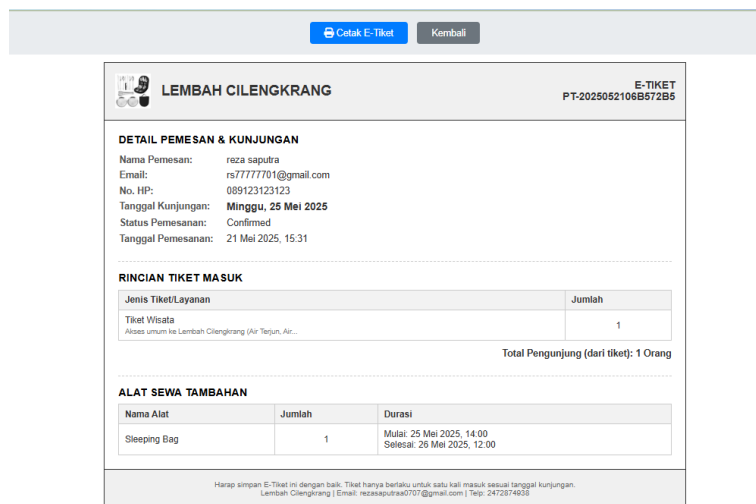 Cetak E-Tiket
Kembali
LEMBAH CILENGKRANG
E-TIKET
PT-2025052106B572B5
DETAIL PEMESAN & KUNJUNGAN
Nama Pemesan: reza saputra
Email: rs77777701@gmail.com
No. HP: 089123123123
Tanggal Kunjungan: Minggu, 25 Mei 2025
Status Pemesanan: Confirmed
Tanggal Pemesanan: 21 Mei 2025, 15:31
RINCIAN TIKET MASUK
Jenis Tiket/Layanan Jumlah
Tiket Wisata
Akses umum ke Lembah Cilengkrang (Air Terjun, Air...
1
Total Pengunjung (dari tiket): 1 Orang
ALAT SEWA TAMBAHAN
Nama Alat Jumlah Durasi
Sleeping Bag 1 Mulai: 25 Mei 2025, 14:00
Selesai: 26 Mei 2025, 12:00
Harap simpan E-Tiket ini dengan baik. Tiket hanya berlaku untuk satu kali masuk sesuai tanggal kunjungan.
Lembah Cilengkrang | Email: rezasaputraa0707@gmail.com | Telp: 2472874938